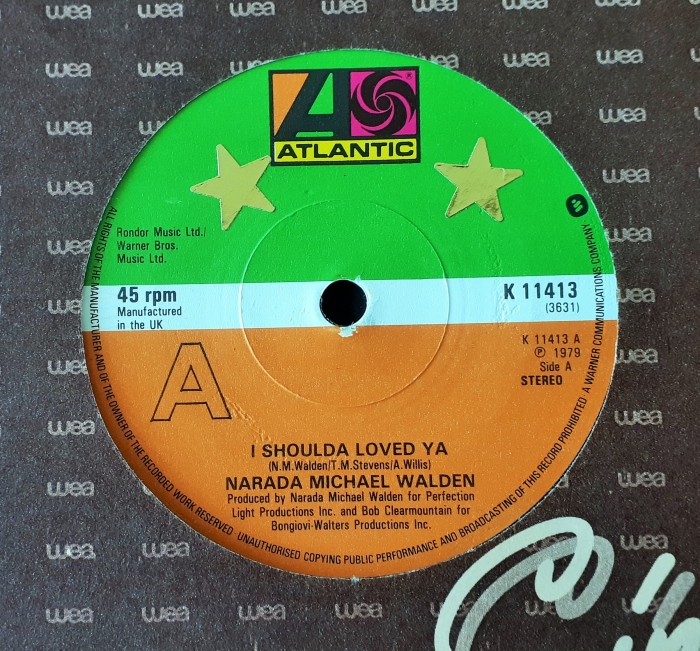 ATLANTIC
Rondor Music Ltd./
Warner Bros.
Music Ltd.
45 rpm
Manufactured
in the UK
K 11413
(3631)
K 11413 A
℗ 1979
Side A
STEREO
A
I SHOULDA LOVED YA
(N.M.Walden/T.M.Stevens/A.Willis)
NARADA MICHAEL WALDEN
Produced by Narada Michael Walden for Perfection
Light Productions Inc. and Bob Clearmountain for
Bongiovi-Walters Productions Inc.
ALL RIGHTS OF THE MANUFACTURER AND OF THE OWNER OF THE RECORDED WORK RESERVED · UNAUTHORISED COPYING PUBLIC PERFORMANCE AND BROADCASTING OF THIS RECORD PROHIBITED · A WARNER COMMUNICATIONS COMPANY
wea